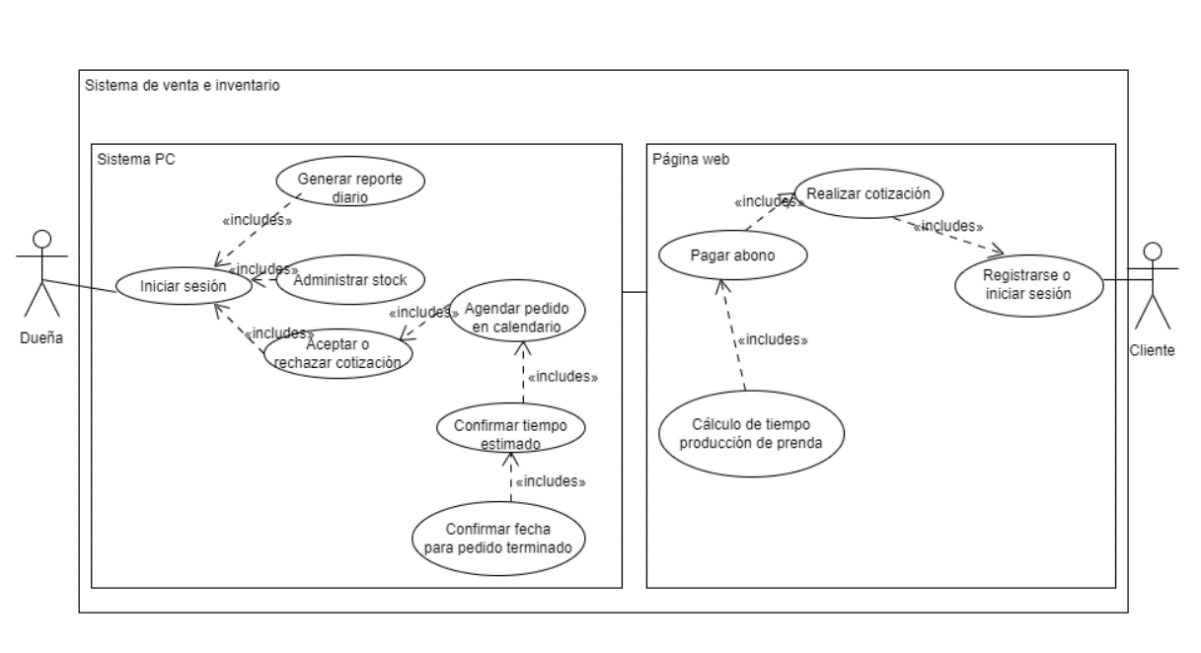 Sistema de venta e inventario
Sistema PC
Generar reporte
diario
«includes»
«includes»
Iniciar sesión
Administrar stock
«includes»
Aceptar o
rechazar cotización
«includes»
Agendar pedido
en calendario
«includes»
Confirmar tiempo
estimado
«includes»
Confirmar fecha
para pedido terminado
Dueña
Página web
Realizar cotización
«includes»
«includes»
Pagar abono
Registrarse o
iniciar sesión
«includes»
Cálculo de tiempo
producción de prenda
Cliente